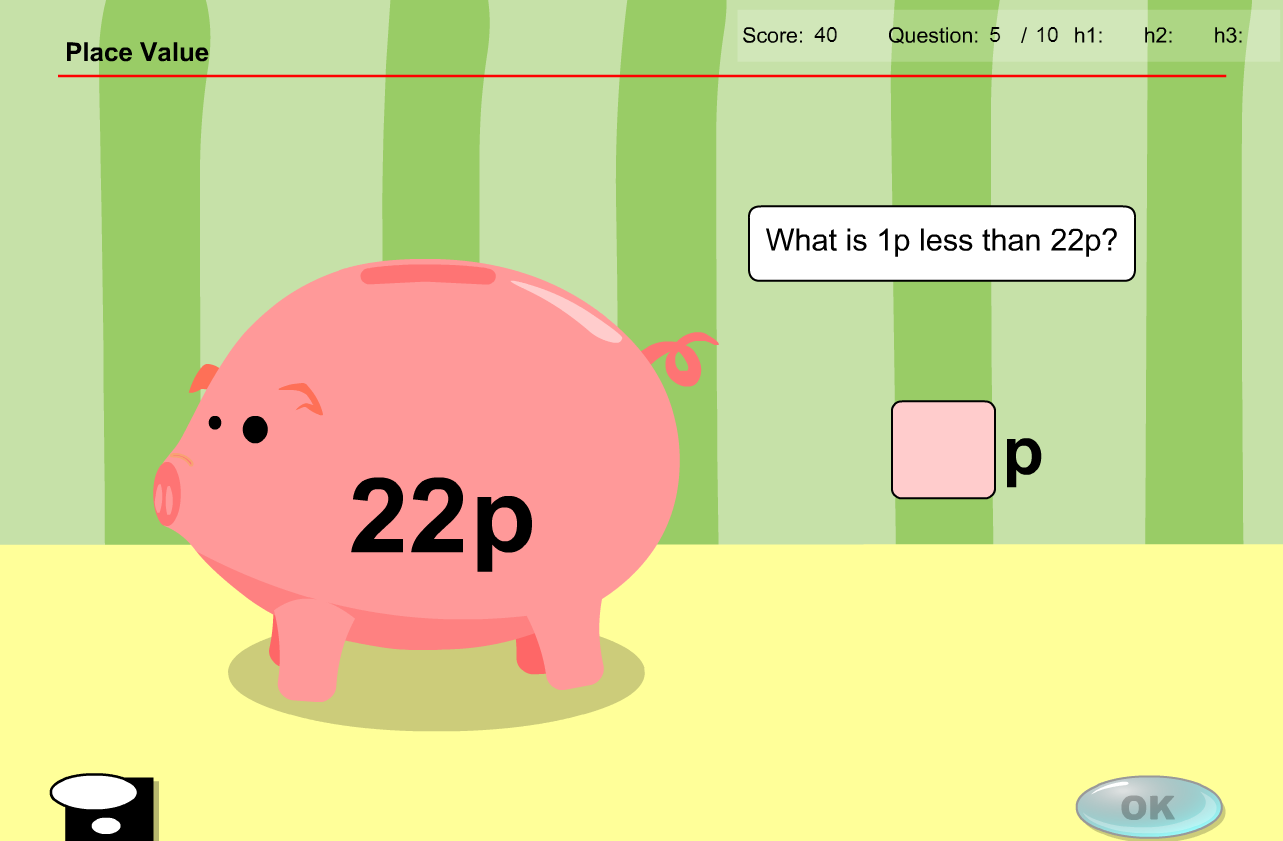 Place Value
Score: 40 Question: 5 / 10 h1: h2: h3:
What is 1p less than 22p?
p
22p
OK